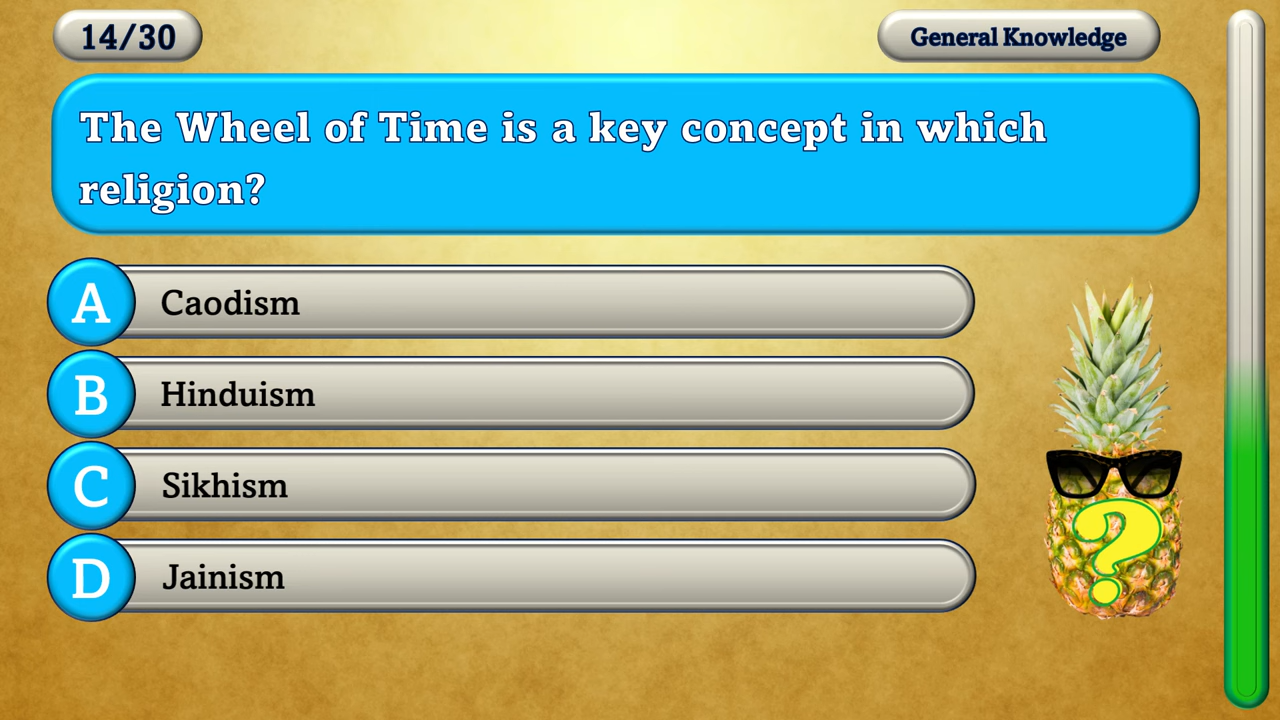 14/30
General Knowledge
The Wheel of Time is a key concept in which
religion?
A Caodism
B Hinduism
C Sikhism
D Jainism
?